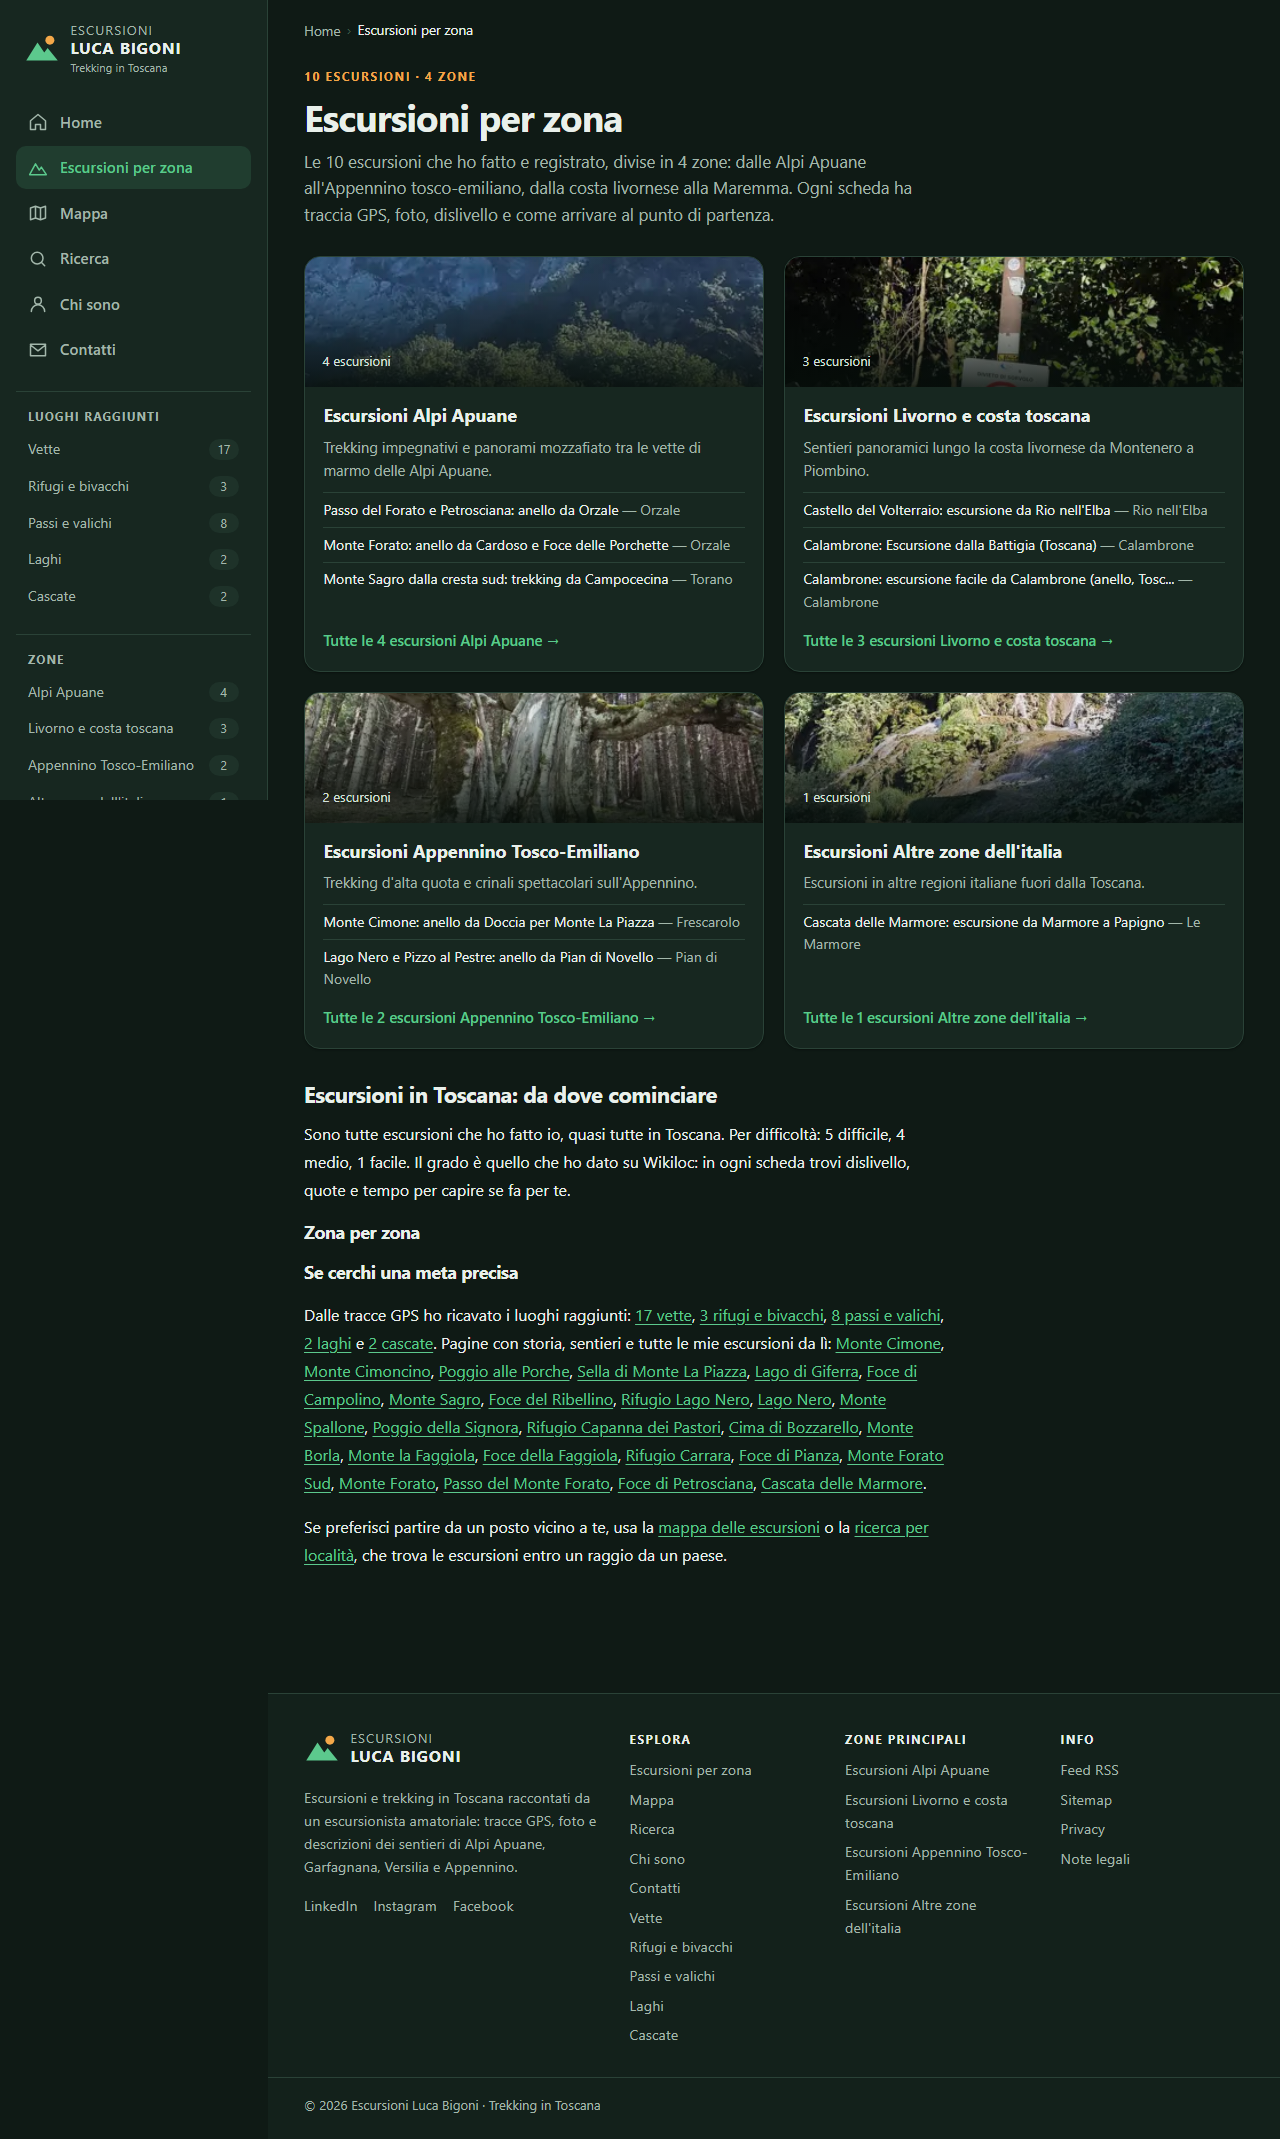 ESCURSIONI
LUCA BIGONI
Trekking in Toscana
Home
Escursioni per zona
Mappa
Ricerca
Chi sono
Contatti
LUOGHI RAGGIUNTI
Vette 17
Rifugi e bivacchi 3
Passi e valichi 8
Laghi 2
Cascate 2
ZONE
Alpi Apuane 4
Livorno e costa toscana 3
Appennino Tosco-Emiliano 2
Home › Escursioni per zona
10 ESCURSIONI · 4 ZONE
Escursioni per zona
Le 10 escursioni che ho fatto e registrato, divise in 4 zone: dalle Alpi Apuane
all'Appennino tosco-emiliano, dalla costa livornese alla Maremma. Ogni scheda ha
traccia GPS, foto, dislivello e come arrivare al punto di partenza.
4 escursioni
Escursioni Alpi Apuane
Trekking impegnativi e panorami mozzafiato tra le vette di
marmo delle Alpi Apuane.
Passo del Forato e Petrosciana: anello da Orzale — Orzale
Monte Forato: anello da Cardoso e Foce delle Porchette — Orzale
Monte Sagro dalla cresta sud: trekking da Campocecina — Torano
Tutte le 4 escursioni Alpi Apuane →
3 escursioni
Escursioni Livorno e costa toscana
Sentieri panoramici lungo la costa livornese da Montenero a
Piombino.
Castello del Volterraio: escursione da Rio nell'Elba — Rio nell'Elba
Calambrone: Escursione dalla Battigia (Toscana) — Calambrone
Calambrone: escursione facile da Calambrone (anello, Tosc... —
Calambrone
Tutte le 3 escursioni Livorno e costa toscana →
2 escursioni
Escursioni Appennino Tosco-Emiliano
Trekking d'alta quota e crinali spettacolari sull'Appennino.
Monte Cimone: anello da Doccia per Monte La Piazza — Frescarolo
Lago Nero e Pizzo al Pestre: anello da Pian di Novello — Pian di
Novello
Tutte le 2 escursioni Appennino Tosco-Emiliano →
1 escursioni
Escursioni Altre zone dell'italia
Escursioni in altre regioni italiane fuori dalla Toscana.
Cascata delle Marmore: escursione da Marmore a Papigno — Le
Marmore
Tutte le 1 escursioni Altre zone dell'italia →
Escursioni in Toscana: da dove cominciare
Sono tutte escursioni che ho fatto io, quasi tutte in Toscana. Per difficoltà: 5 difficile, 4
medio, 1 facile. Il grado è quello che ho dato su Wikiloc: in ogni scheda trovi dislivello,
quote e tempo per capire se fa per te.
Zona per zona
Se cerchi una meta precisa
Dalle tracce GPS ho ricavato i luoghi raggiunti: 17 vette, 3 rifugi e bivacchi, 8 passi e valichi,
2 laghi e 2 cascate. Pagine con storia, sentieri e tutte le mie escursioni da lì: Monte Cimone,
Monte Cimoncino, Poggio alle Porche, Sella di Monte La Piazza, Lago di Giferra, Foce di
Campolino, Monte Sagro, Foce del Ribellino, Rifugio Lago Nero, Lago Nero, Monte
Spallone, Poggio della Signora, Rifugio Capanna dei Pastori, Cima di Bozzarello, Monte
Borla, Monte la Faggiola, Foce della Faggiola, Rifugio Carrara, Foce di Pianza, Monte Forato
Sud, Monte Forato, Passo del Monte Forato, Foce di Petrosciana, Cascata delle Marmore.
Se preferisci partire da un posto vicino a te, usa la mappa delle escursioni o la ricerca per
località, che trova le escursioni entro un raggio da un paese.
ESCURSIONI
LUCA BIGONI
Escursioni e trekking in Toscana raccontati da
un escursionista amatoriale: tracce GPS, foto e
descrizioni dei sentieri di Alpi Apuane,
Garfagnana, Versilia e Appennino.
LinkedIn Instagram Facebook
ESPLORA
Escursioni per zona
Mappa
Ricerca
Chi sono
Contatti
Vette
Rifugi e bivacchi
Passi e valichi
Laghi
Cascate
ZONE PRINCIPALI
Escursioni Alpi Apuane
Escursioni Livorno e costa
toscana
Escursioni Appennino Tosco-
Emiliano
Escursioni Altre zone
dell'italia
INFO
Feed RSS
Sitemap
Privacy
Note legali
© 2026 Escursioni Luca Bigoni · Trekking in Toscana